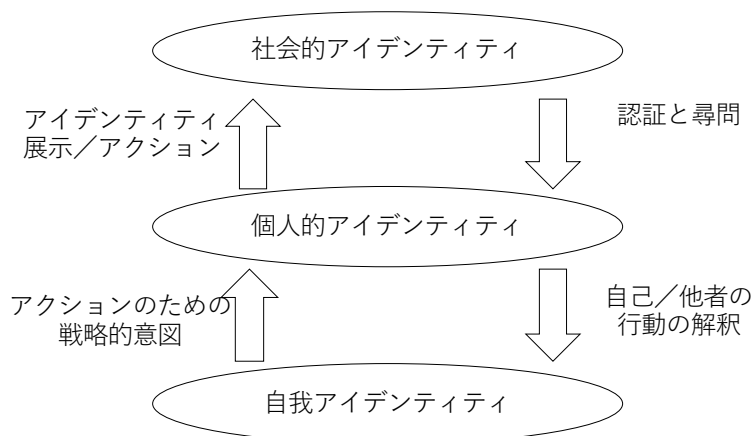 社会的アイデンティティ
アイデンティティ
展示／アクション
認証と尋問
個人的アイデンティティ
アクションのための
戦略的意図
自己／他者の
行動の解釈
自我アイデンティティ